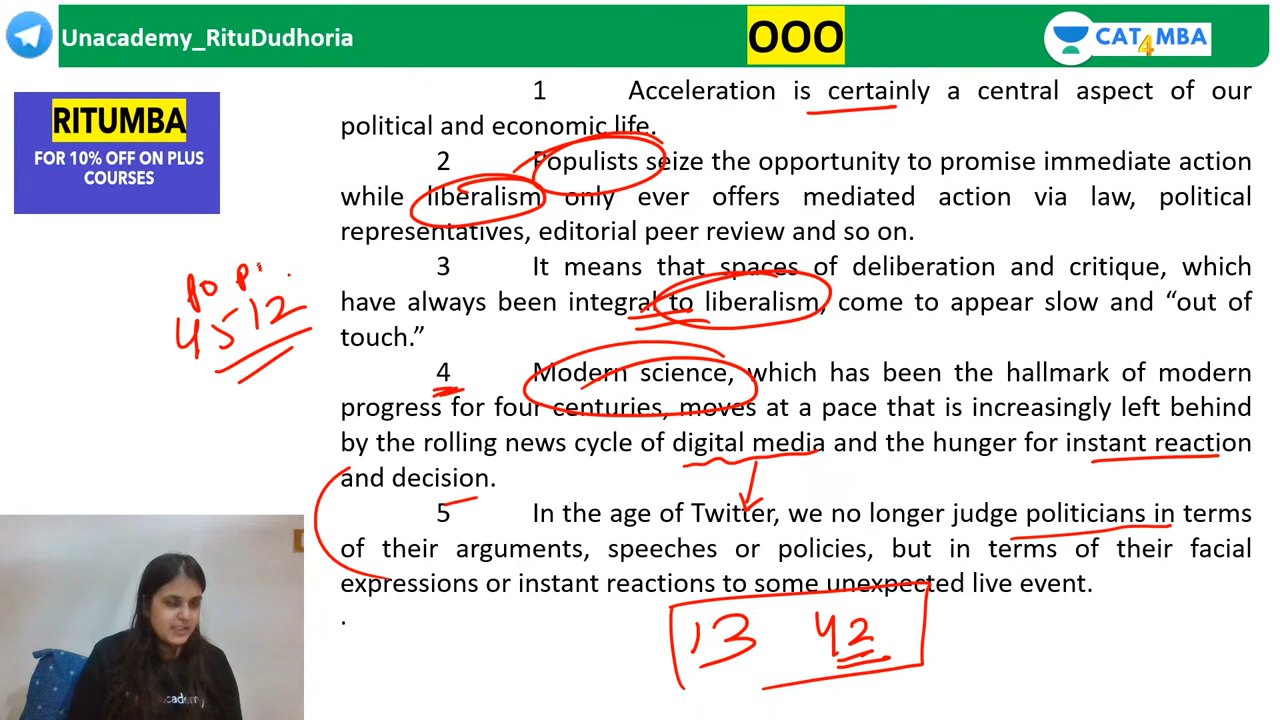 Unacademy_RituDudhoria
OOO
CAT4MBA
RITUMBA
FOR 10% OFF ON PLUS
COURSES
1 Acceleration is certainly a central aspect of our
political and economic life.
2 Populists seize the opportunity to promise immediate action
while liberalism only ever offers mediated action via law, political
representatives, editorial peer review and so on.
3 It means that spaces of deliberation and critique, which
have always been integral to liberalism, come to appear slow and “out of
touch.”
4 Modern science, which has been the hallmark of modern
progress for four centuries, moves at a pace that is increasingly left behind
by the rolling news cycle of digital media and the hunger for instant reaction
and decision.
5 In the age of Twitter, we no longer judge politicians in terms
of their arguments, speeches or policies, but in terms of their facial
expressions or instant reactions to some unexpected live event.
.
4512
13 42
academy